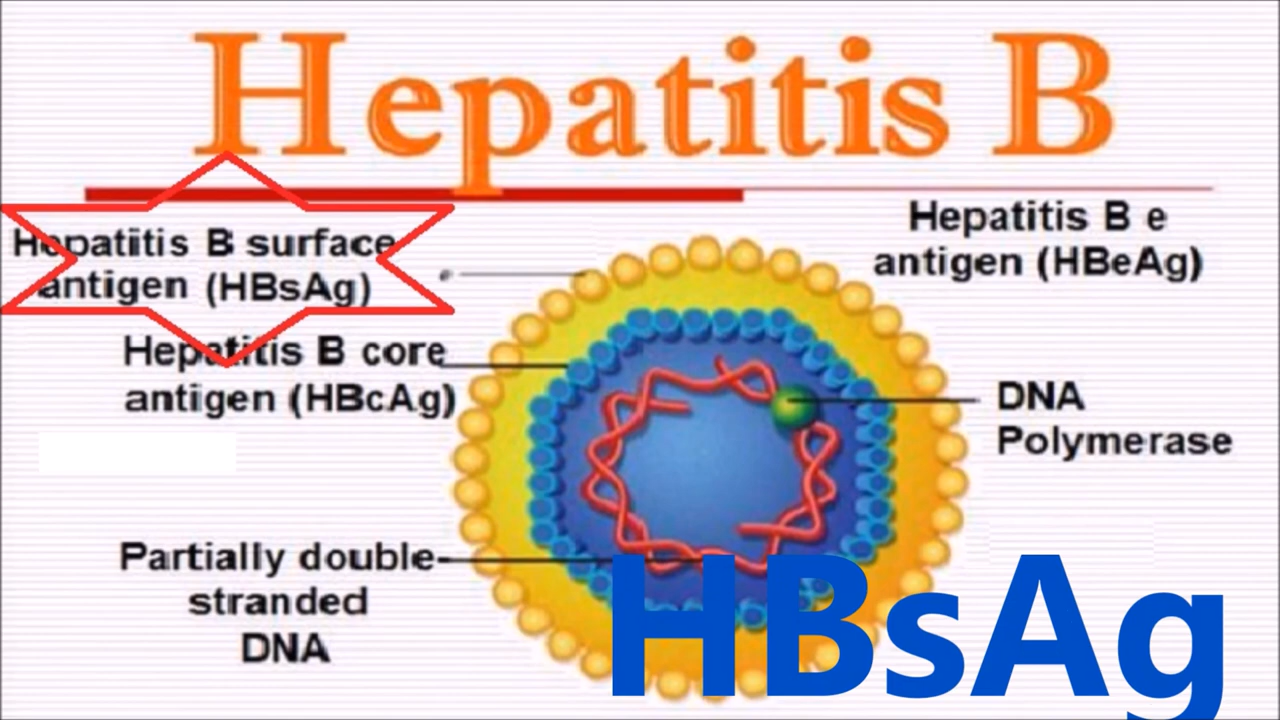 Hepatitis B
Hepatitis B surface
antigen (HBsAg)
Hepatitis B e
antigen (HBeAg)
Hepatitis B core
antigen (HBcAg)
DNA
Polymerase
Partially double-
stranded
DNA
HBsAg